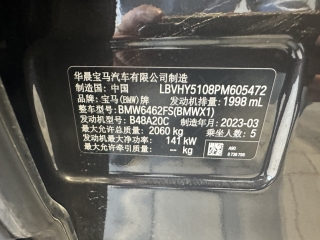 华晨宝马汽车有限公司制造
制造国：中国 LBVHY5108PM605472
品牌：宝马(BMW)牌 发动机排量：1998 mL
整车型号：BMW6462FS(BMWX1)
发动机型号：B48A20C 制造年月：2023-03
最大允许总质量：2060 kg 乘坐人数：5
发动机最大净功率：141 kW
最大允许牵引质量：-- kg